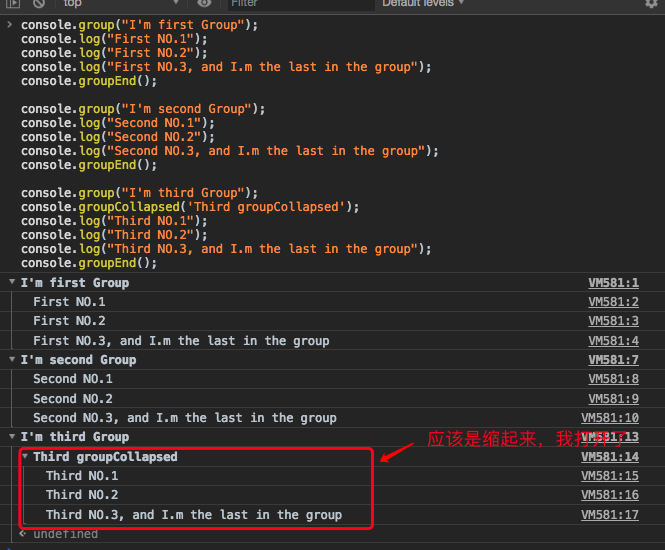 top Filter Default levels
console.group("I'm first Group");
console.log("First NO.1");
console.log("First NO.2");
console.log("First NO.3, and I.m the last in the group");
console.groupEnd();
console.group("I'm second Group");
console.log("Second NO.1");
console.log("Second NO.2");
console.log("Second NO.3, and I.m the last in the group");
console.groupEnd();
console.group("I'm third Group");
console.groupCollapsed('Third groupCollapsed');
console.log("Third NO.1");
console.log("Third NO.2");
console.log("Third NO.3, and I.m the last in the group");
console.groupEnd();
I'm first Group VM581:1
First NO.1 VM581:2
First NO.2 VM581:3
First NO.3, and I.m the last in the group VM581:4
I'm second Group VM581:7
Second NO.1 VM581:8
Second NO.2 VM581:9
Second NO.3, and I.m the last in the group VM581:10
I'm third Group VM581:13
应该是缩起来，我打开了
Third groupCollapsed VM581:14
Third NO.1 VM581:15
Third NO.2 VM581:16
Third NO.3, and I.m the last in the group VM581:17
undefined